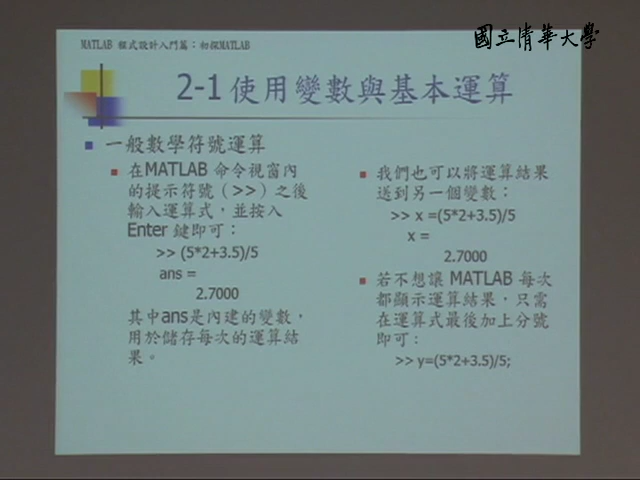 國立清華大學
MATLAB 程式設計入門篇：初探MATLAB
2-1 使用變數與基本運算
一般數學符號運算
在MATLAB 命令視窗內
的提示符號（>>）之後
輸入運算式，並按入
Enter 鍵即可：
>> (5*2+3.5)/5
ans =
2.7000
其中ans是內建的變數，
用於儲存每次的運算結
果。
我們也可以將運算結果
送到另一個變數：
>> x =(5*2+3.5)/5
x =
2.7000
若不想讓 MATLAB 每次
都顯示運算結果，只需
在運算式最後加上分號
即可：
>> y=(5*2+3.5)/5;